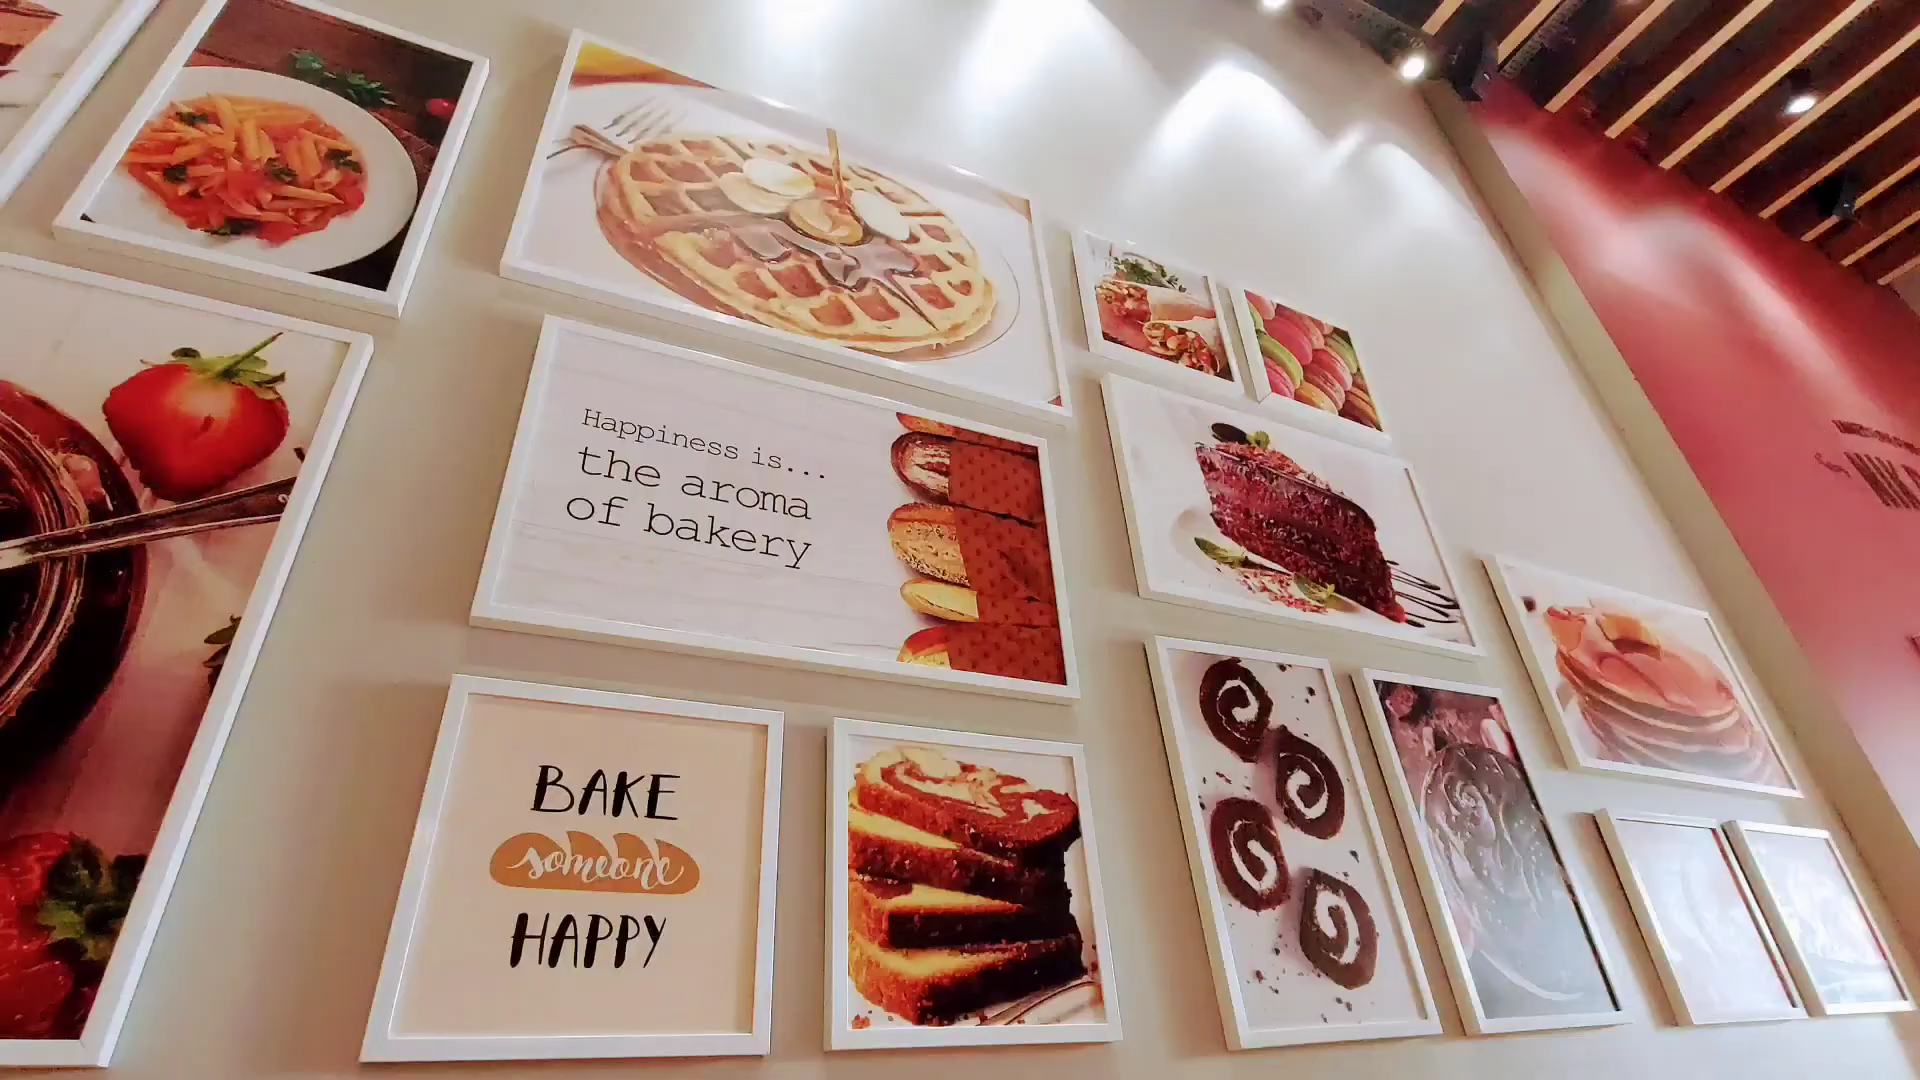 Happiness is...
the aroma
of bakery
BAKE
someone
HAPPY